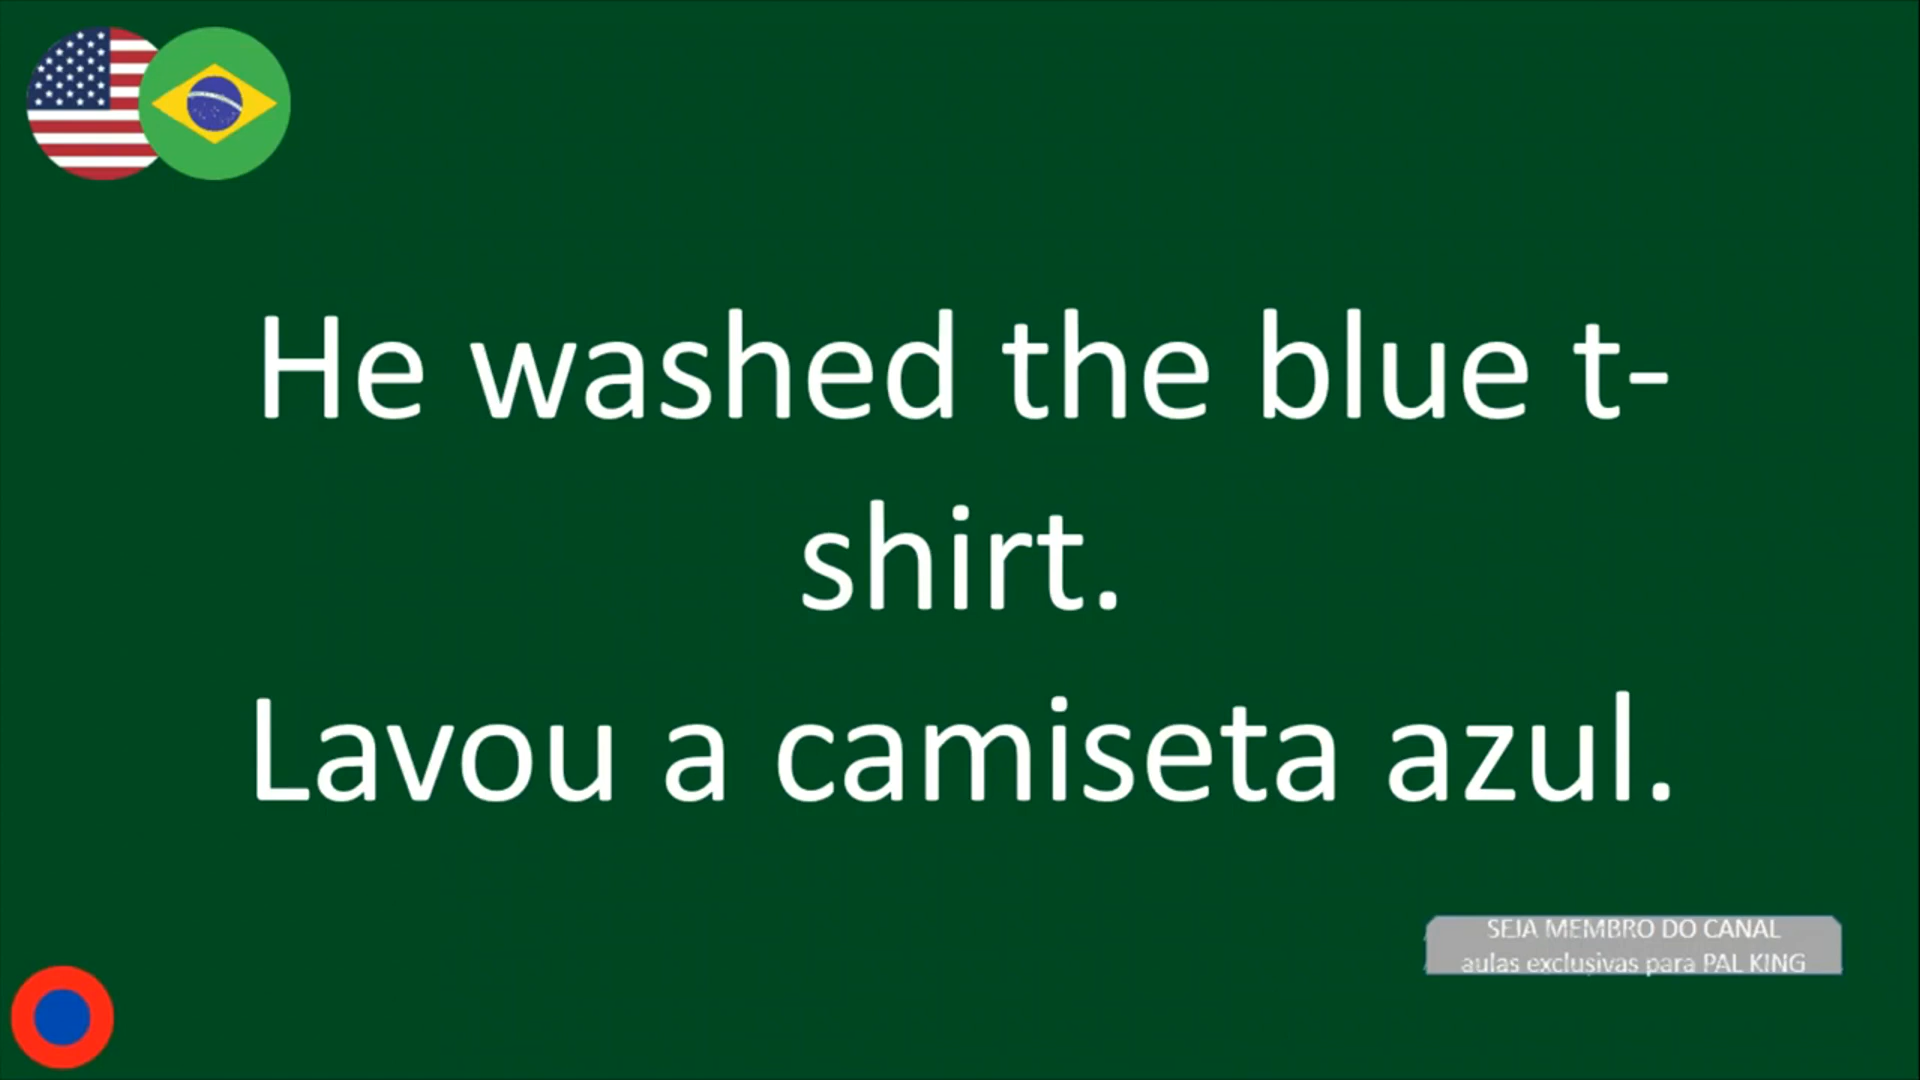 He washed the blue t-
shirt.
Lavou a camiseta azul.
SEJA MEMBRO DO CANAL
aulas exclusivas para PAL KING